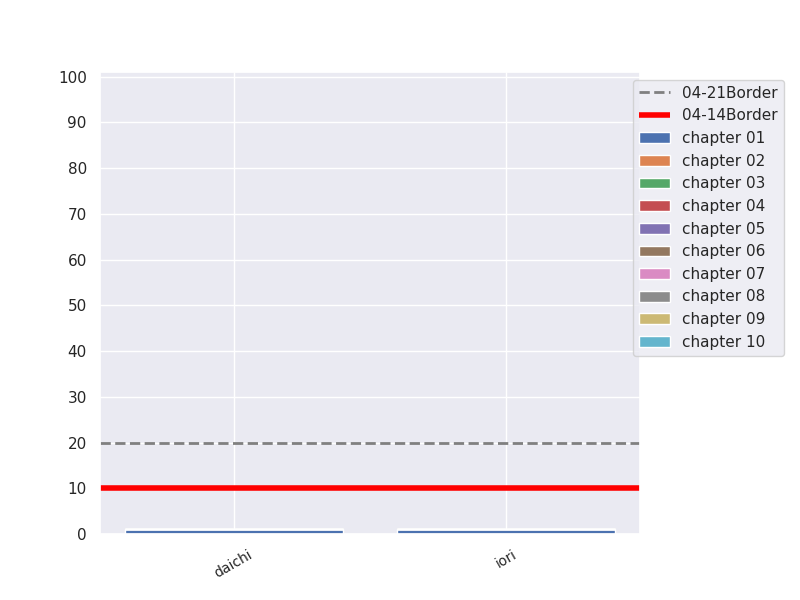 100
90
80
70
60
50
40
30
20
10
0
daichi
iori
04-21Border
04-14Border
chapter 01
chapter 02
chapter 03
chapter 04
chapter 05
chapter 06
chapter 07
chapter 08
chapter 09
chapter 10